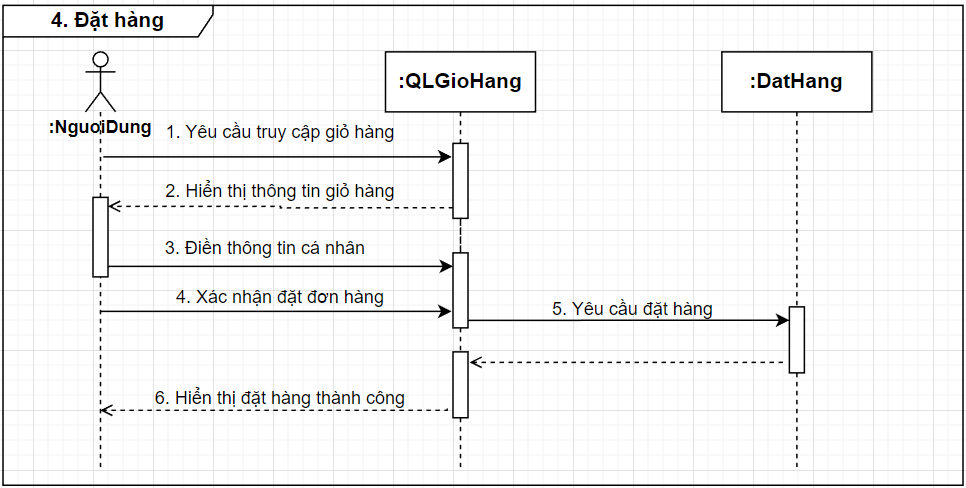 4. Đặt hàng
:NguoiDung
:QLGioHang
:DatHang
1. Yêu cầu truy cập giỏ hàng
2. Hiển thị thông tin giỏ hàng
3. Điền thông tin cá nhân
4. Xác nhận đặt đơn hàng
5. Yêu cầu đặt hàng
6. Hiển thị đặt hàng thành công